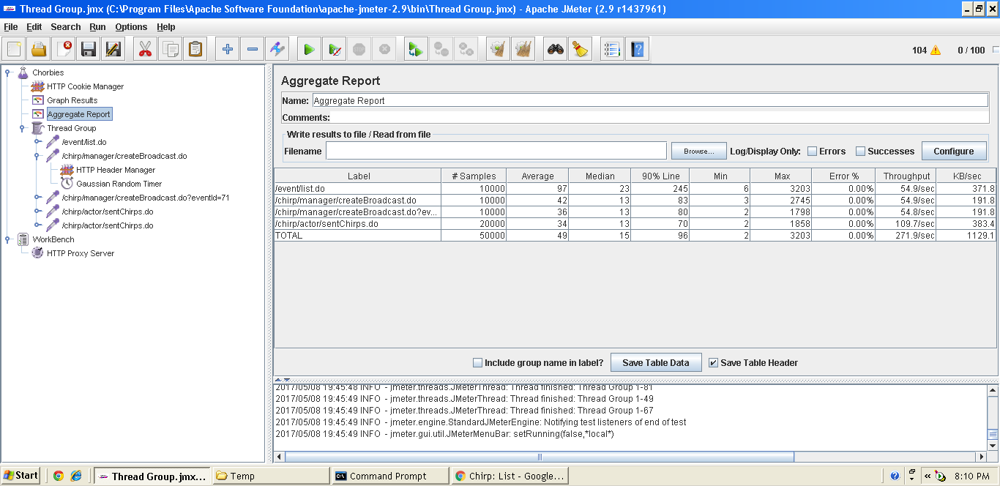 Thread Group.jmx (C:\Program Files\Apache Software Foundation\apache-jmeter-2.9\bin\Thread Group.jmx) - Apache JMeter (2.9 r1437961)
File Edit Search Run Options Help
104 0 / 100
Chorbies
HTTP Cookie Manager
Graph Results
Aggregate Report
Thread Group
/event/list.do
/chirp/manager/createBroadcast.do
HTTP Header Manager
Gaussian Random Timer
/chirp/manager/createBroadcast.do?eventId=71
/chirp/actor/sentChirps.do
/chirp/actor/sentChirps.do
WorkBench
HTTP Proxy Server
Aggregate Report
Name: Aggregate Report
Comments:
Write results to file / Read from file
Filename Browse... Log/Display Only: Errors Successes Configure
Label # Samples Average Median 90% Line Min Max Error % Throughput KB/sec
/event/list.do 10000 97 23 245 6 3203 0.00% 54.9/sec 371.8
/chirp/manager/createBroadcast.do 10000 42 13 83 3 2745 0.00% 54.8/sec 191.8
/chirp/manager/createBroadcast.do?ev... 10000 36 13 80 2 1798 0.00% 54.8/sec 191.8
/chirp/actor/sentChirps.do 20000 34 13 70 2 1858 0.00% 109.7/sec 383.4
TOTAL 50000 49 15 96 2 3203 0.00% 271.9/sec 1129.1
Include group name in label? Save Table Data Save Table Header
2017/05/08 19:45:48 INFO - jmeter.threads.JMeterThread: Thread finished: Thread Group 1-81
2017/05/08 19:45:49 INFO - jmeter.threads.JMeterThread: Thread finished: Thread Group 1-49
2017/05/08 19:45:49 INFO - jmeter.threads.JMeterThread: Thread finished: Thread Group 1-67
2017/05/08 19:45:49 INFO - jmeter.engine.StandardJMeterEngine: Notifying test listeners of end of test
2017/05/08 19:45:49 INFO - jmeter.gui.util.JMeterMenuBar: setRunning(false,*local*)
Start Thread Group.jmx... Temp Command Prompt Chirp: List - Google... 8:10 PM